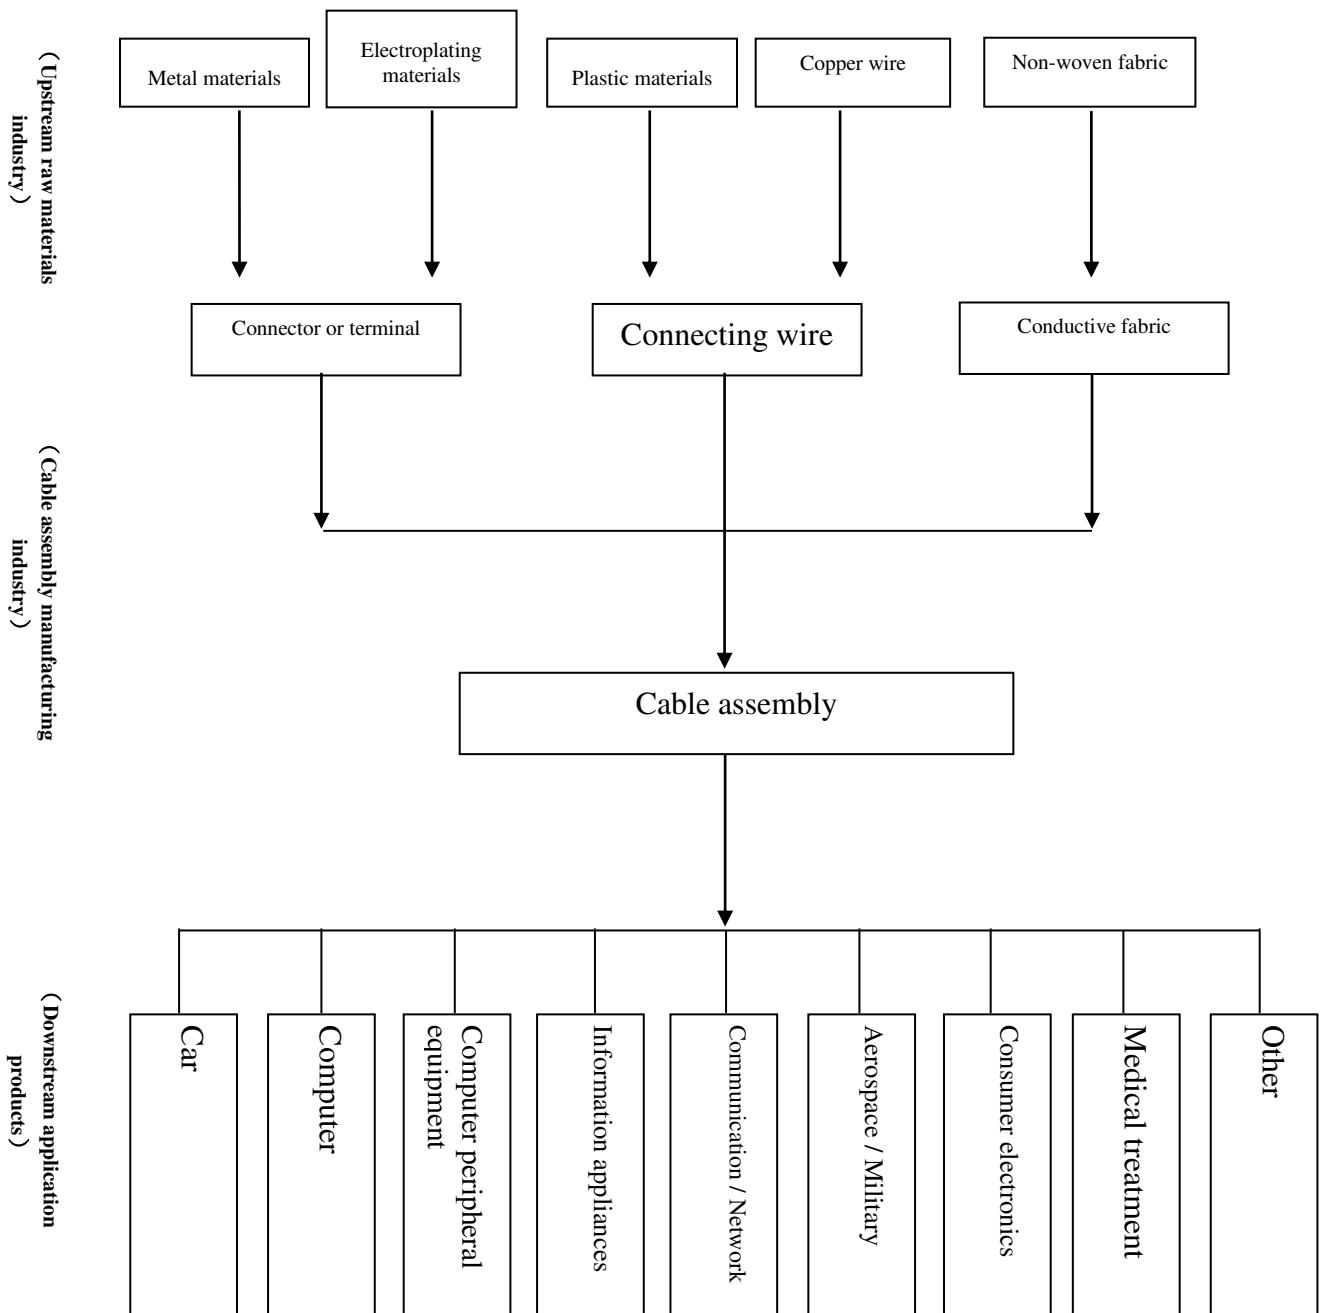 (Upstream raw materials
industry)
Metal materials
Electroplating
materials
Plastic materials
Copper wire
Non-woven fabric
Connector or terminal
Connecting wire
Conductive fabric
(Cable assembly manufacturing
industry)
Cable assembly
(Downstream application
products)
Car
Computer
Computer peripheral
equipment
Information appliances
Communication / Network
Aerospace / Military
Consumer electronics
Medical treatment
Other